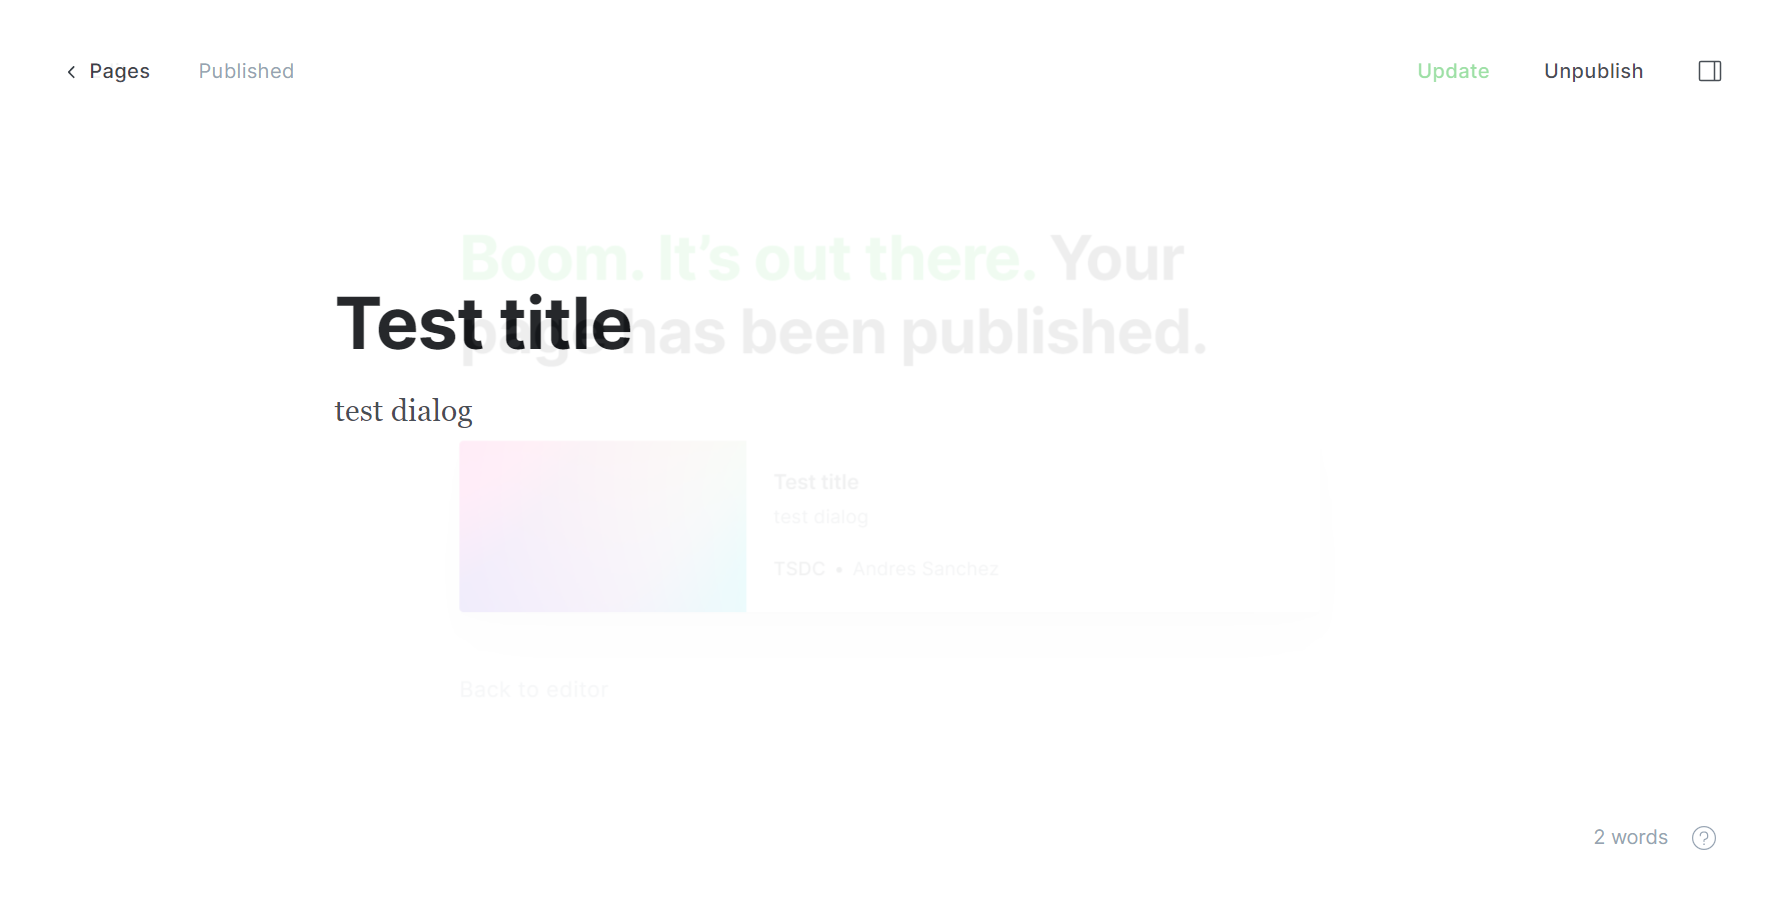 Pages
Published
Update
Unpublish
Boom. It’s out there. Your
page has been published.
Test title
test dialog
Test title
test dialog
TSDC • Andres Sanchez
Back to editor
2 words
?